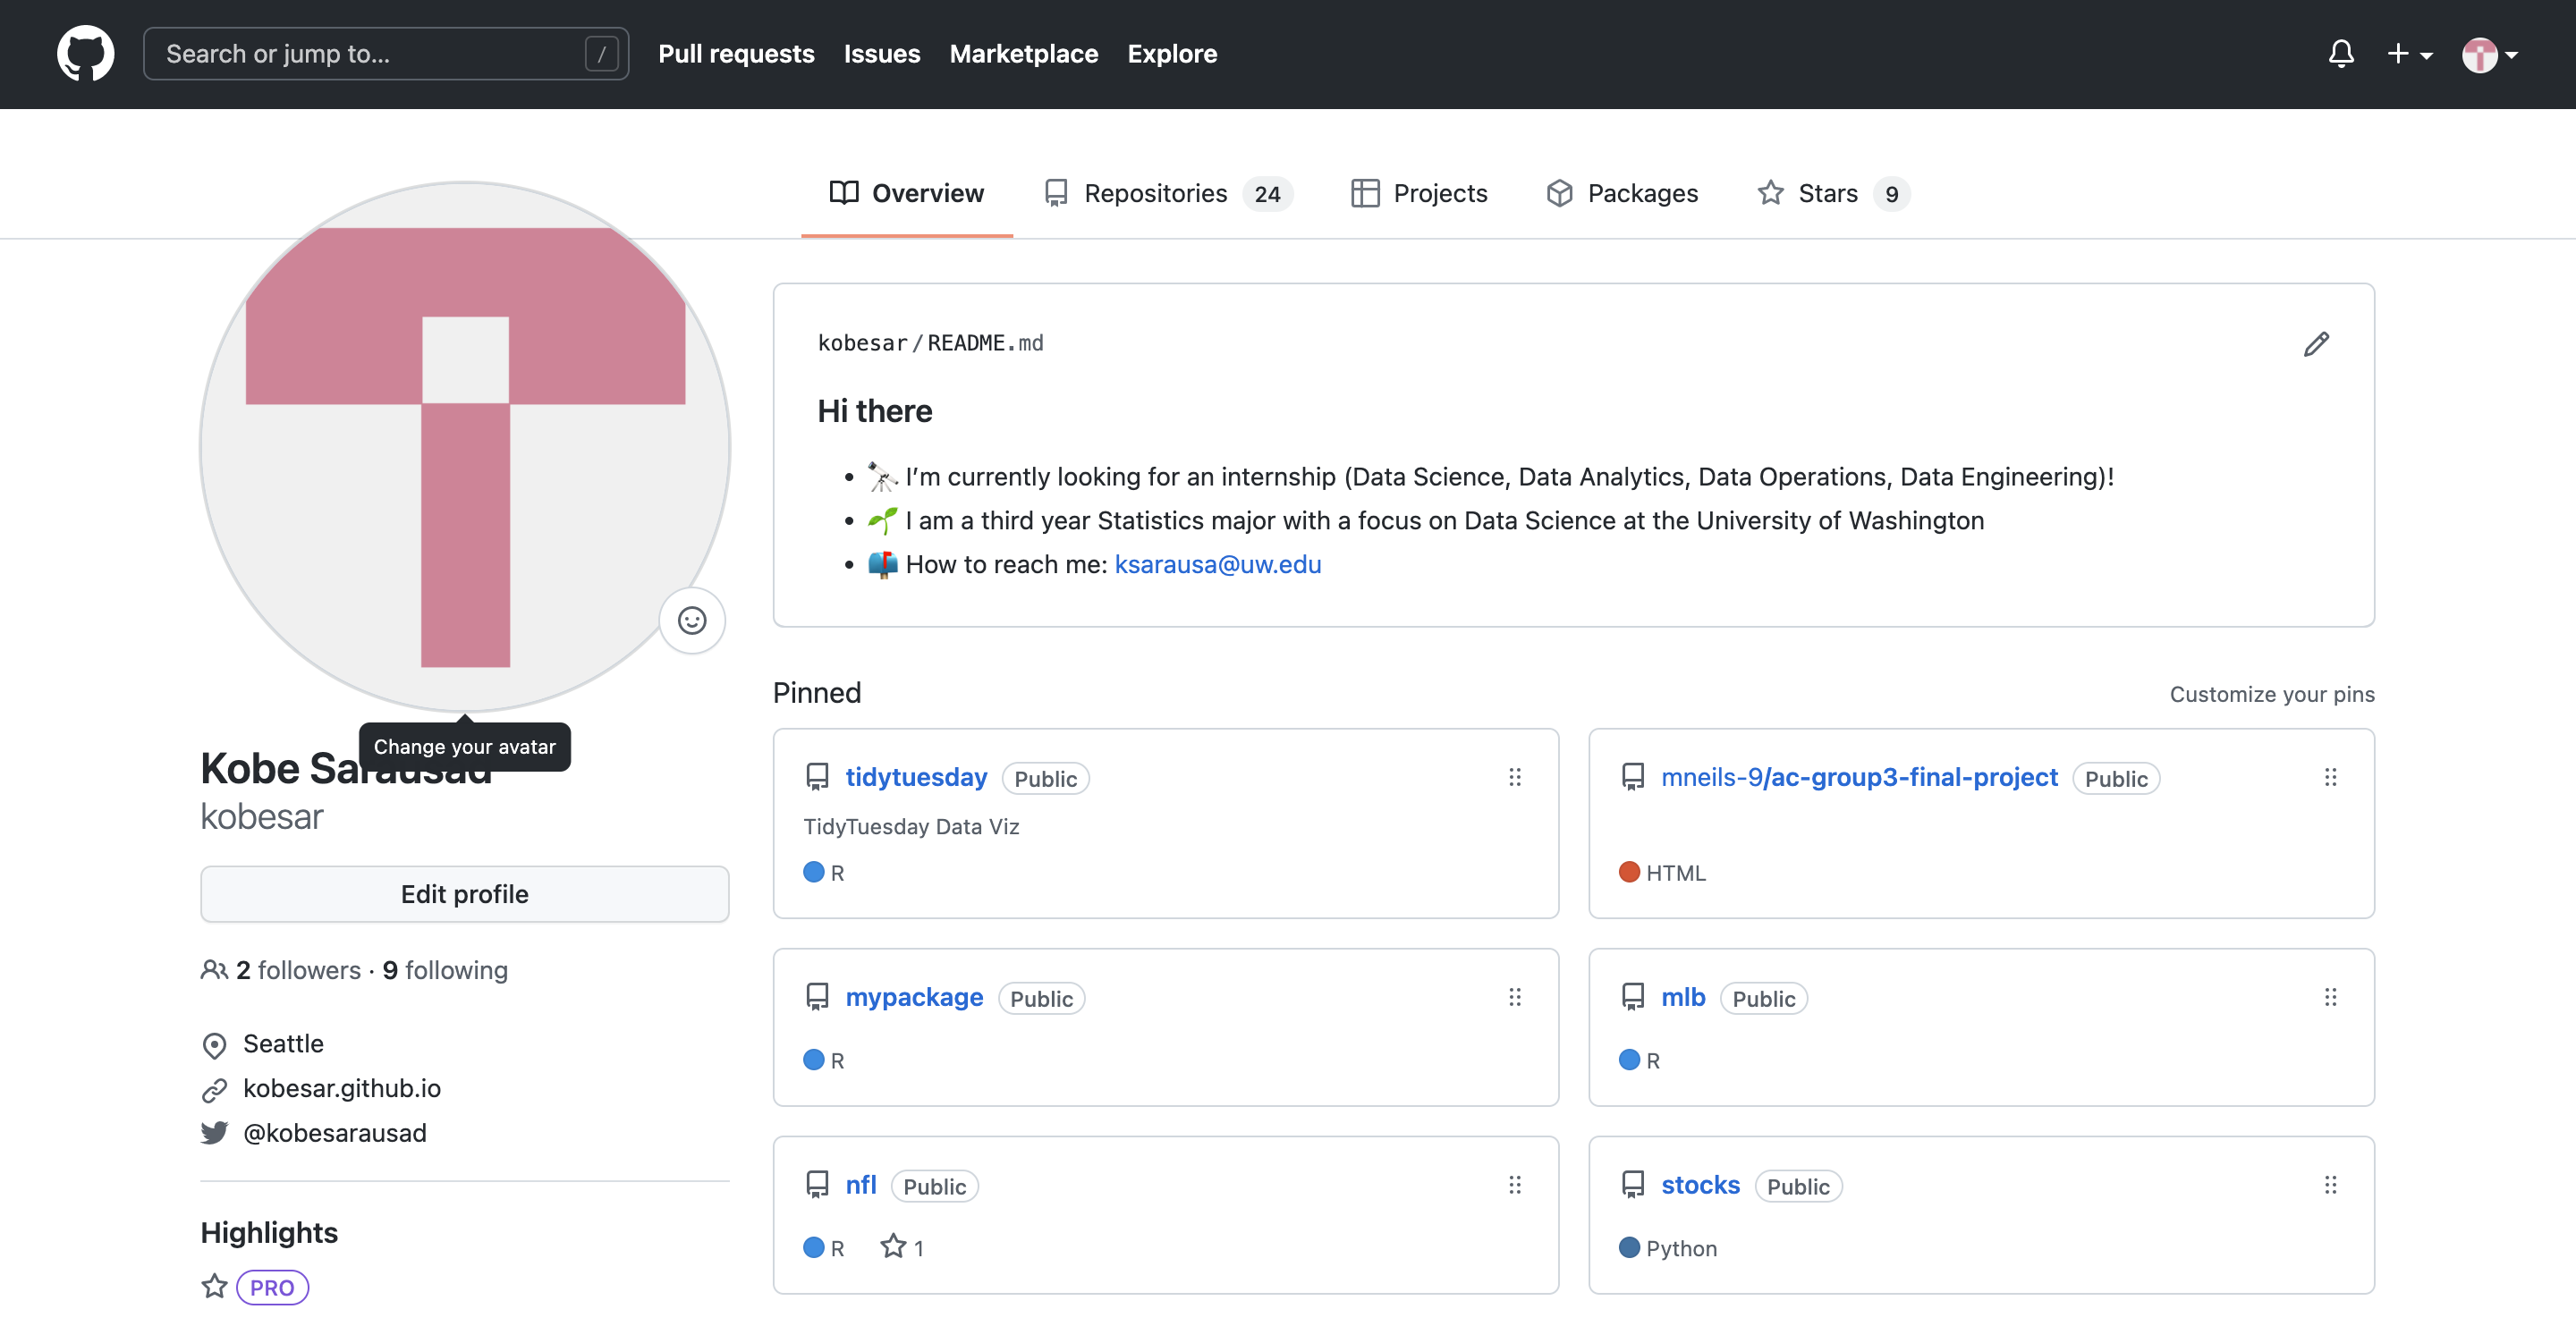 Search or jump to... /
Pull requests Issues Marketplace Explore
Overview Repositories 24 Projects Packages Stars 9
kobesar/README.md
Hi there
• I’m currently looking for an internship (Data Science, Data Analytics, Data Operations, Data Engineering)!
• I am a third year Statistics major with a focus on Data Science at the University of Washington
• How to reach me: ksarausa@uw.edu
Change your avatar
Kobe Sarausad
kobesar
Edit profile
2 followers · 9 following
Seattle
kobesar.github.io
@kobesarausad
Highlights
PRO
Pinned
Customize your pins
tidytuesday Public
TidyTuesday Data Viz
R
mneils-9/ac-group3-final-project Public
HTML
mypackage Public
R
mlb Public
R
nfl Public
R 1
stocks Public
Python